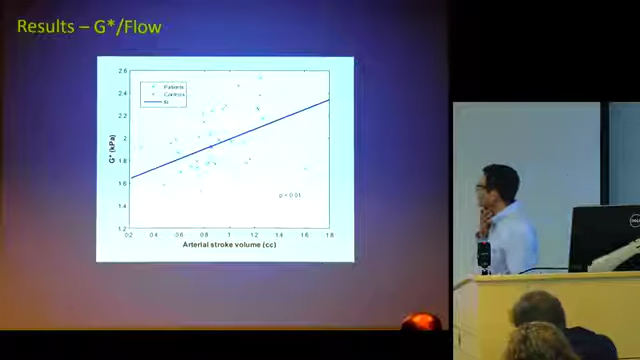 Results – G*/Flow
2.6
2.4
2.2
2
1.8
1.6
1.4
1.2
G* (kPa)
Patients
Controls
fit
p < 0.01
0.2 0.4 0.6 0.8 1 1.2 1.4 1.6 1.8
Arterial stroke volume (cc)
DELL